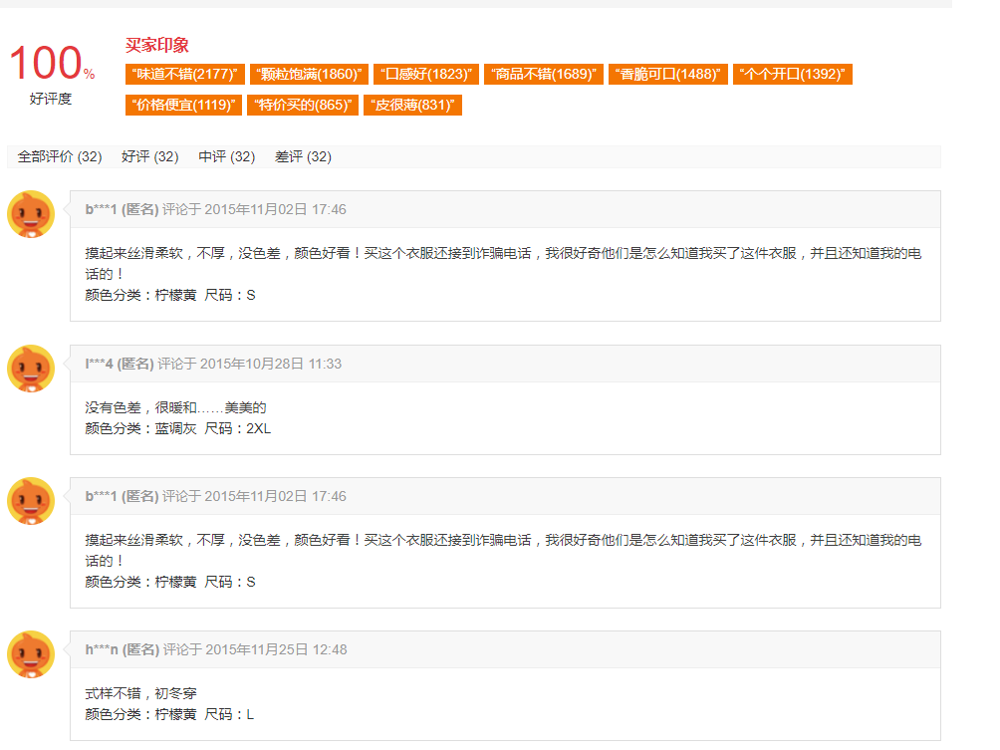 100%
好评度
买家印象
“味道不错(2177)” “颗粒饱满(1860)” “口感好(1823)” “商品不错(1689)” “香脆可口(1488)” “个个开口(1392)”
“价格便宜(1119)” “特价买的(865)” “皮很薄(831)”
全部评价 (32) 好评 (32) 中评 (32) 差评 (32)
b***1 (匿名) 评论于 2015年11月02日 17:46
摸起来丝滑柔软，不厚，没色差，颜色好看！买这个衣服还接到诈骗电话，我很好奇他们是怎么知道我买了这件衣服，并且还知道我的电
话的！
颜色分类：柠檬黄 尺码：S
l***4 (匿名) 评论于 2015年10月28日 11:33
没有色差，很暖和……美美的
颜色分类：蓝调灰 尺码：2XL
b***1 (匿名) 评论于 2015年11月02日 17:46
摸起来丝滑柔软，不厚，没色差，颜色好看！买这个衣服还接到诈骗电话，我很好奇他们是怎么知道我买了这件衣服，并且还知道我的电
话的！
颜色分类：柠檬黄 尺码：S
h***n (匿名) 评论于 2015年11月25日 12:48
式样不错，初冬穿
颜色分类：柠檬黄 尺码：L